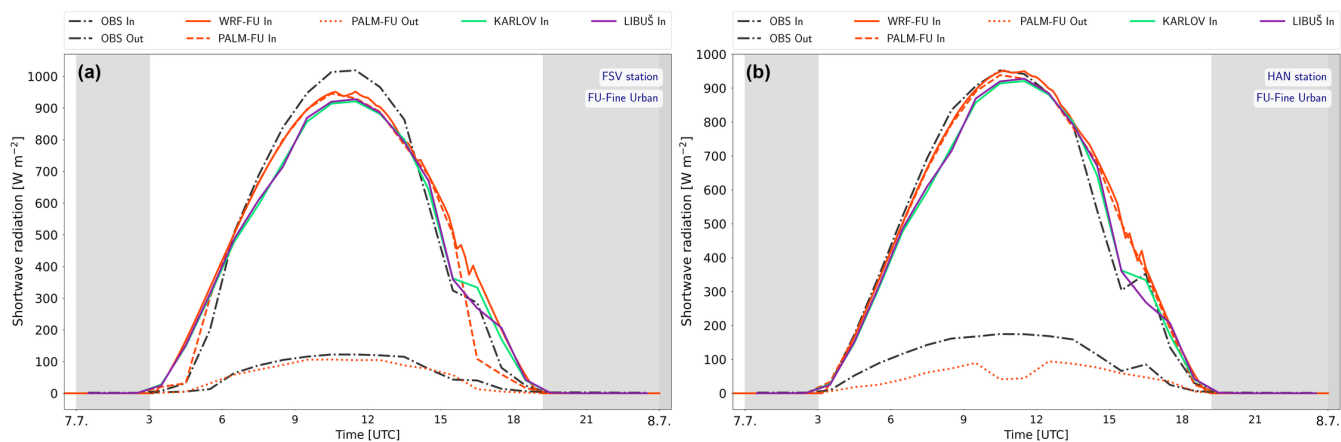 OBS In WRF-FU In PALM-FU Out KARLOV In LIBUŠ In
OBS Out PALM-FU In
(a)
FSV station
FU-Fine Urban
Shortwave radiation [W m−2]
1000
900
800
700
600
500
400
300
200
100
0
7.7. 3 6 9 12 15 18 21 8.7.
Time [UTC]
OBS In WRF-FU In PALM-FU Out KARLOV In LIBUŠ In
OBS Out PALM-FU In
(b)
HAN station
FU-Fine Urban
Shortwave radiation [W m−2]
1000
900
800
700
600
500
400
300
200
100
0
7.7. 3 6 9 12 15 18 21 8.7.
Time [UTC]